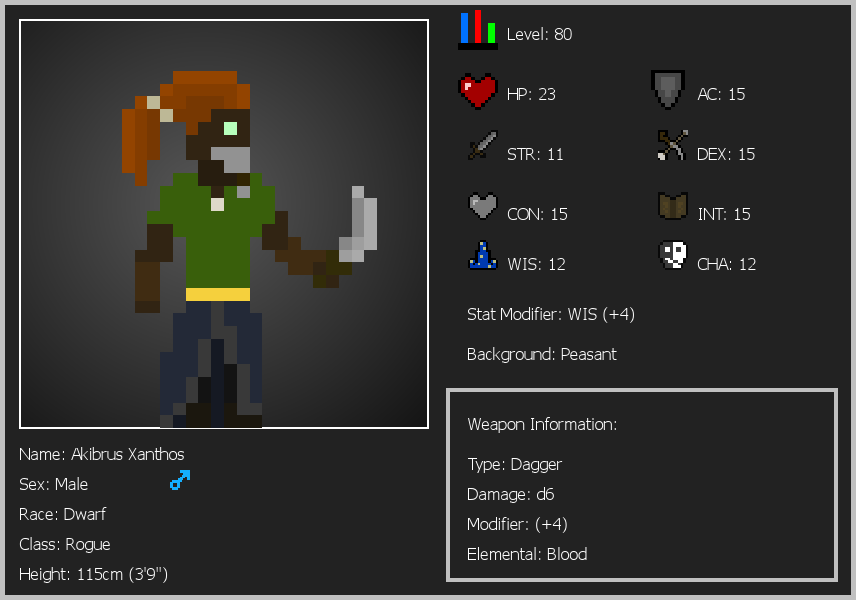 Level: 80
HP: 23
AC: 15
STR: 11
DEX: 15
CON: 15
INT: 15
WIS: 12
CHA: 12
Stat Modifier: WIS (+4)
Background: Peasant
Weapon Information:
Type: Dagger
Damage: d6
Modifier: (+4)
Elemental: Blood
Name: Akibrus Xanthos
Sex: Male
Race: Dwarf
Class: Rogue
Height: 115cm (3'9")